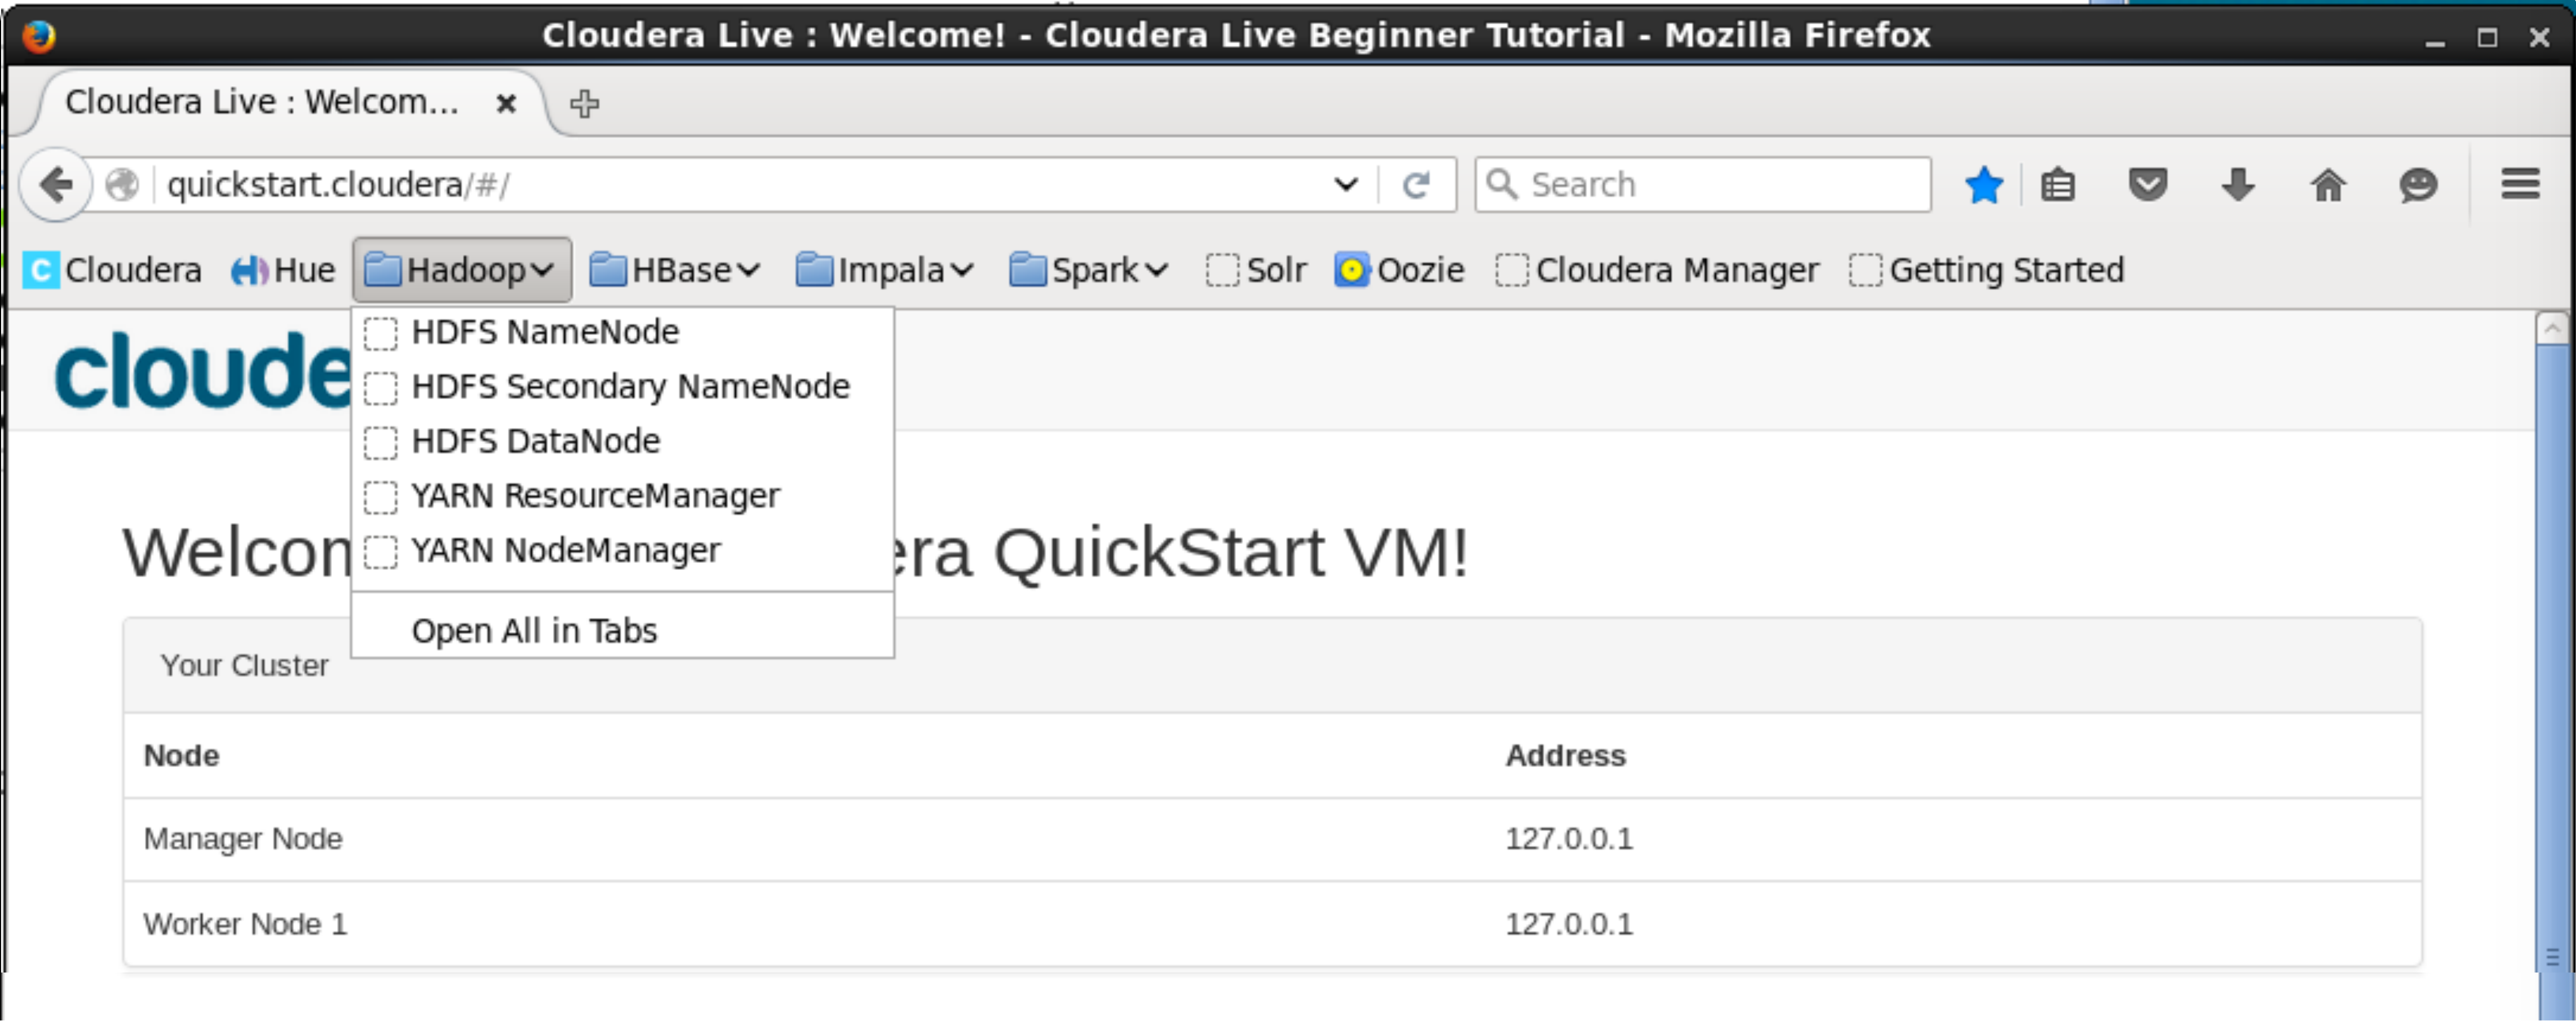 Cloudera Live : Welcome! - Cloudera Live Beginner Tutorial - Mozilla Firefox
Cloudera Live : Welcom...
quickstart.cloudera/#/ Search
C Cloudera Hue Hadoop HBase Impala Spark Solr Oozie Cloudera Manager Getting Started
cloude
HDFS NameNode
HDFS Secondary NameNode
HDFS DataNode
YARN ResourceManager
YARN NodeManager
Open All in Tabs
Welcom era QuickStart VM!
Your Cluster
Node Address
Manager Node 127.0.0.1
Worker Node 1 127.0.0.1